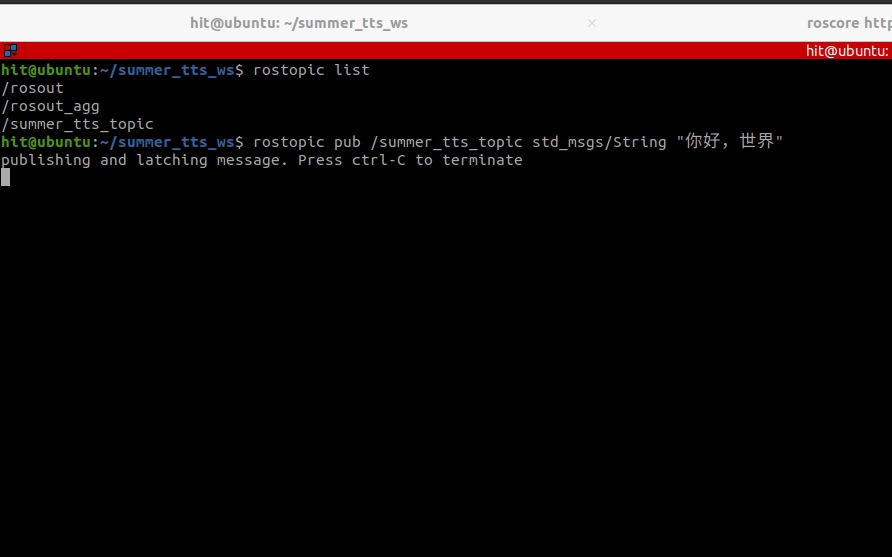 hit@ubuntu: ~/summer_tts_ws × roscore http
hit@ubuntu:
hit@ubuntu:~/summer_tts_ws$ rostopic list
/rosout
/rosout_agg
/summer_tts_topic
hit@ubuntu:~/summer_tts_ws$ rostopic pub /summer_tts_topic std_msgs/String "你好，世界"
publishing and latching message. Press ctrl-C to terminate